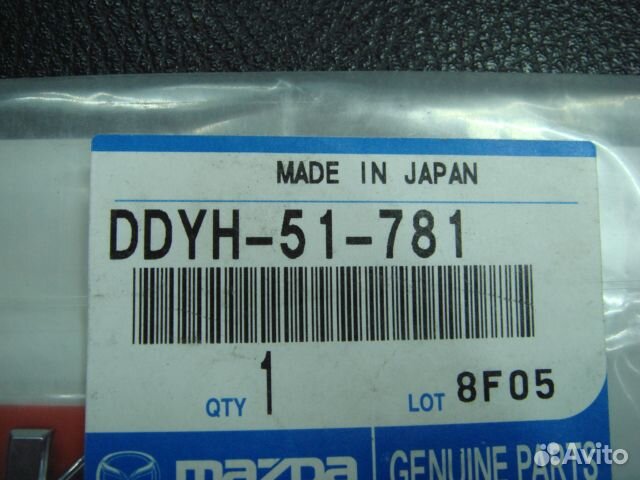 MADE IN JAPAN
DDYH-51-781
QTY 1 LOT 8F05
mazda GENUINE PARTS
Avito